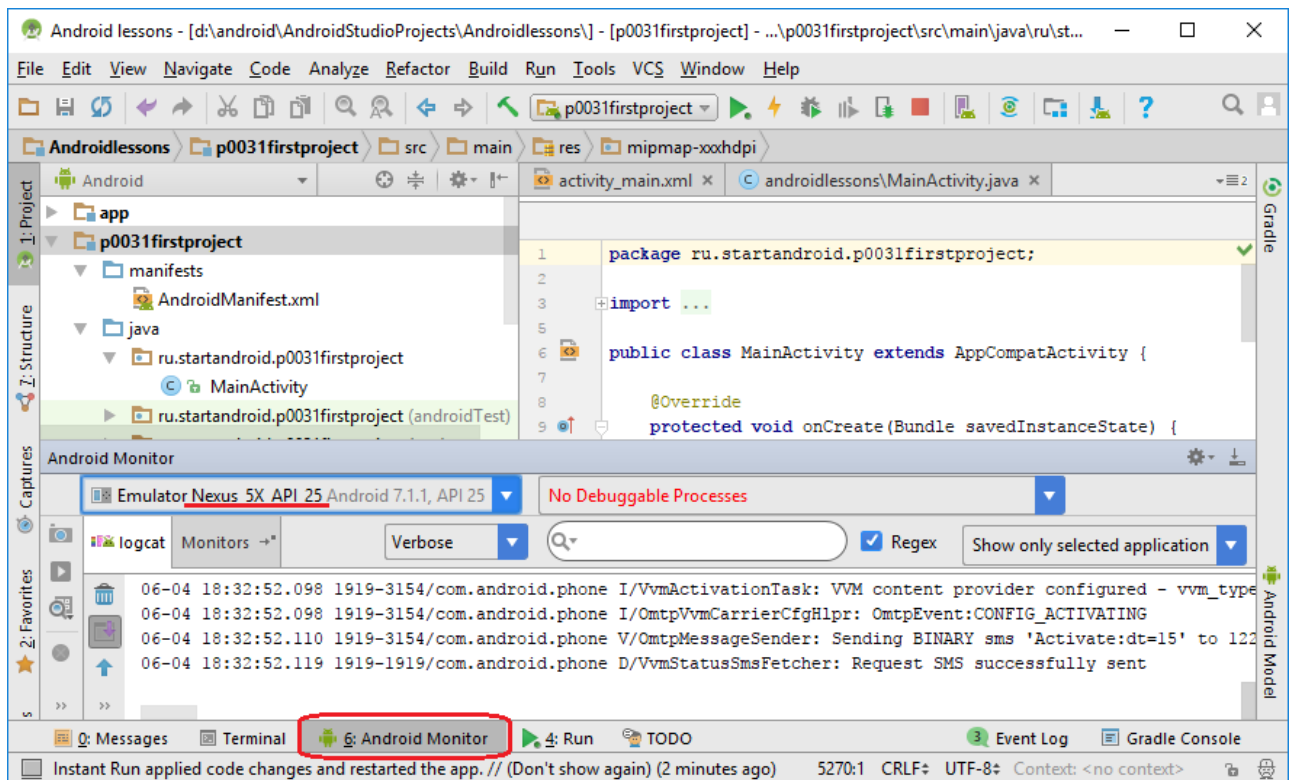 Android lessons - [d:\android\AndroidStudioProjects\Androidlessons\] - [p0031firstproject] - ...\p0031firstproject\src\main\java\ru\st...
File Edit View Navigate Code Analyze Refactor Build Run Tools VCS Window Help
p0031firstproject
Androidlessons p0031firstproject src main res mipmap-xxxhdpi
1: Project
Z: Structure
Captures
2: Favorites
Android
app
p0031firstproject
manifests
AndroidManifest.xml
java
ru.startandroid.p0031firstproject
MainActivity
ru.startandroid.p0031firstproject (androidTest)
activity_main.xml × androidlessons\MainActivity.java × 2
1 package ru.startandroid.p0031firstproject;
2
3 import ...
5
6 public class MainActivity extends AppCompatActivity {
7
8 @Override
9 protected void onCreate(Bundle savedInstanceState) {
Gradle
Android Model
Android Monitor
Emulator Nexus_5X_API_25 Android 7.1.1, API 25 No Debuggable Processes
logcat Monitors Verbose Regex Show only selected application
06-04 18:32:52.098 1919-3154/com.android.phone I/VvmActivationTask: VVM content provider configured - vvm_type
06-04 18:32:52.098 1919-3154/com.android.phone I/OmtpVvmCarrierCfgHlpr: OmtpEvent:CONFIG_ACTIVATING
06-04 18:32:52.110 1919-3154/com.android.phone V/OmtpMessageSender: Sending BINARY sms 'Activate:dt=15' to 122
06-04 18:32:52.119 1919-1919/com.android.phone D/VvmStatusSmsFetcher: Request SMS successfully sent
0: Messages Terminal 6: Android Monitor 4: Run TODO 3 Event Log Gradle Console
Instant Run applied code changes and restarted the app. // (Don't show again) (2 minutes ago) 5270:1 CRLF UTF-8 Context: <no context>